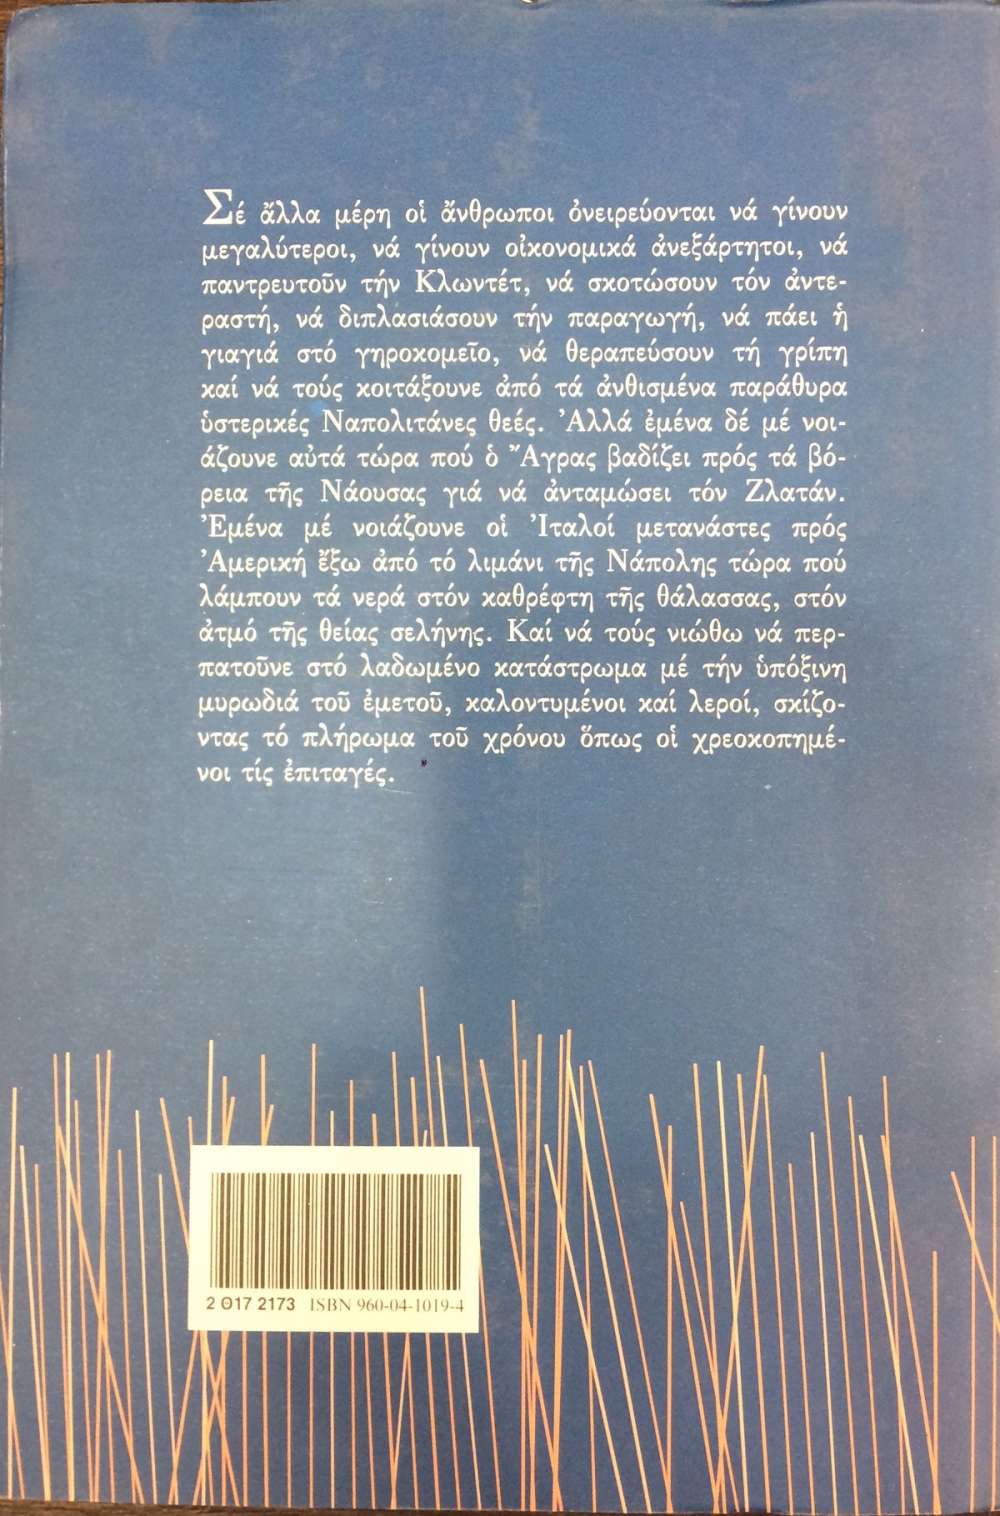 Σέ ἄλλα μέρη οἱ ἄνθρωποι ὀνειρεύονται νά γίνουν
μεγαλύτεροι, νά γίνουν οἰκονομικά ἀνεξάρτητοι, νά
παντρευτοῦν τήν Κλωντέτ, νά σκοτώσουν τόν ἀντε-
ραστή, νά διπλασιάσουν τήν παραγωγή, νά πάει ἡ
γιαγιά στό γηροκομεῖο, νά θεραπεύσουν τή γρίπη
καί νά τούς κοιτάξουνε ἀπό τά ἀνθισμένα παράθυρα
ὑστερικές Ναπολιτάνες θεές. Ἀλλά ἐμένα δέ μέ νοι-
άζουνε αὐτά τώρα πού ὁ Ἄγρας βαδίζει πρός τά βό-
ρεια τῆς Νάουσας γιά νά ἀνταμώσει τόν Ζλατάν.
Ἐμένα μέ νοιάζουνε οἱ Ἰταλοί μετανάστες πρός
Ἀμερική ἔξω ἀπό τό λιμάνι τῆς Νάπολης τώρα πού
λάμπουν τά νερά στόν καθρέφτη τῆς θάλασσας, στόν
ἀτμό τῆς θείας σελήνης. Καί νά τούς νιώθω νά περ-
πατοῦνε στό λαδωμένο κατάστρωμα μέ τήν ὑπόξινη
μυρωδιά τοῦ ἐμετοῦ, καλοντυμένοι καί λεροί, σκίζο-
ντας τό πλήρωμα τοῦ χρόνου ὅπως οἱ χρεοκοπημέ-
νοι τίς ἐπιταγές.
2 Θ17 2173 ISBN 960-04-1019-4